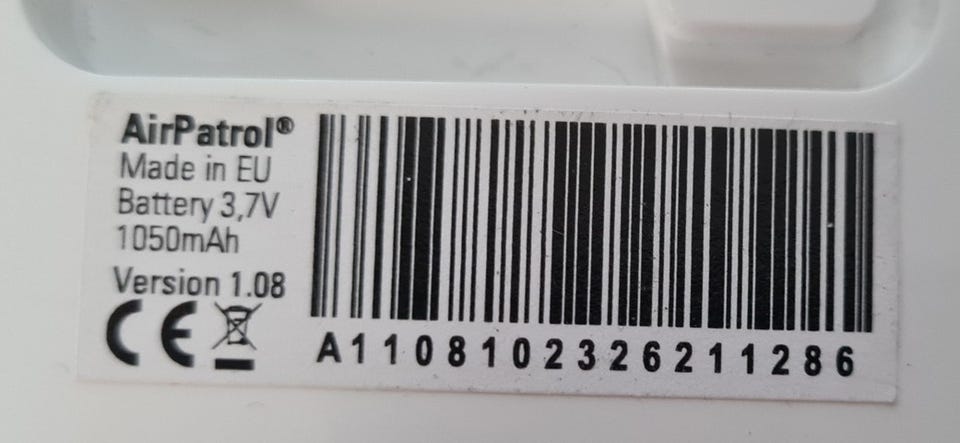 AirPatrol®
Made in EU
Battery 3,7V
1050mAh
Version 1.08
CE
A1108102326211286